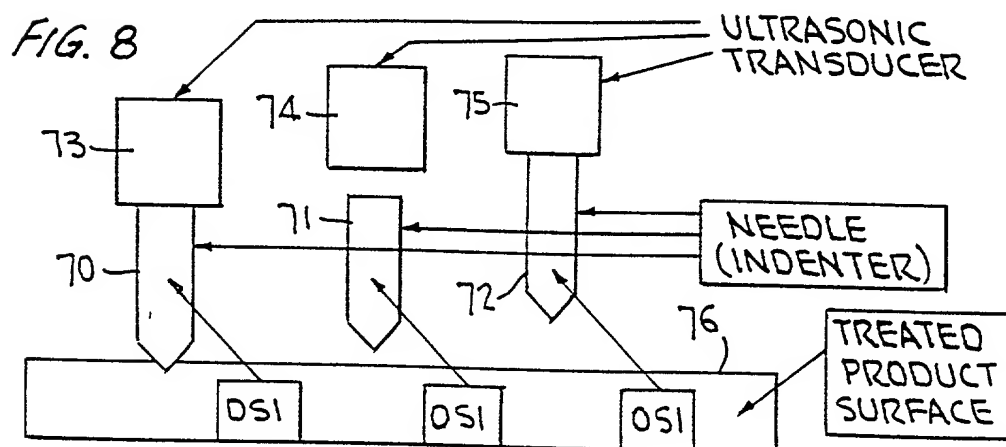 FIG. 8
ULTRASONIC
TRANSDUCER
73
74
75
70
71
72
NEEDLE
(INDENTER)
76
TREATED
PRODUCT
SURFACE
OSI
OSI
OSI